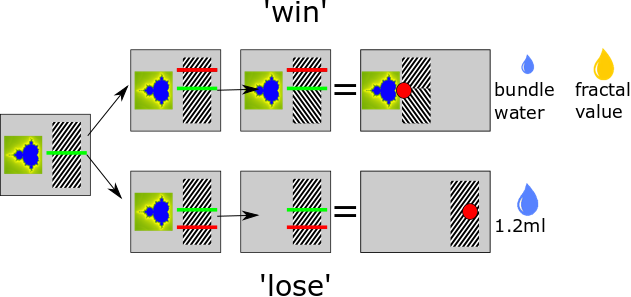 'win'
bundle
water
fractal
value
1.2ml
'lose'